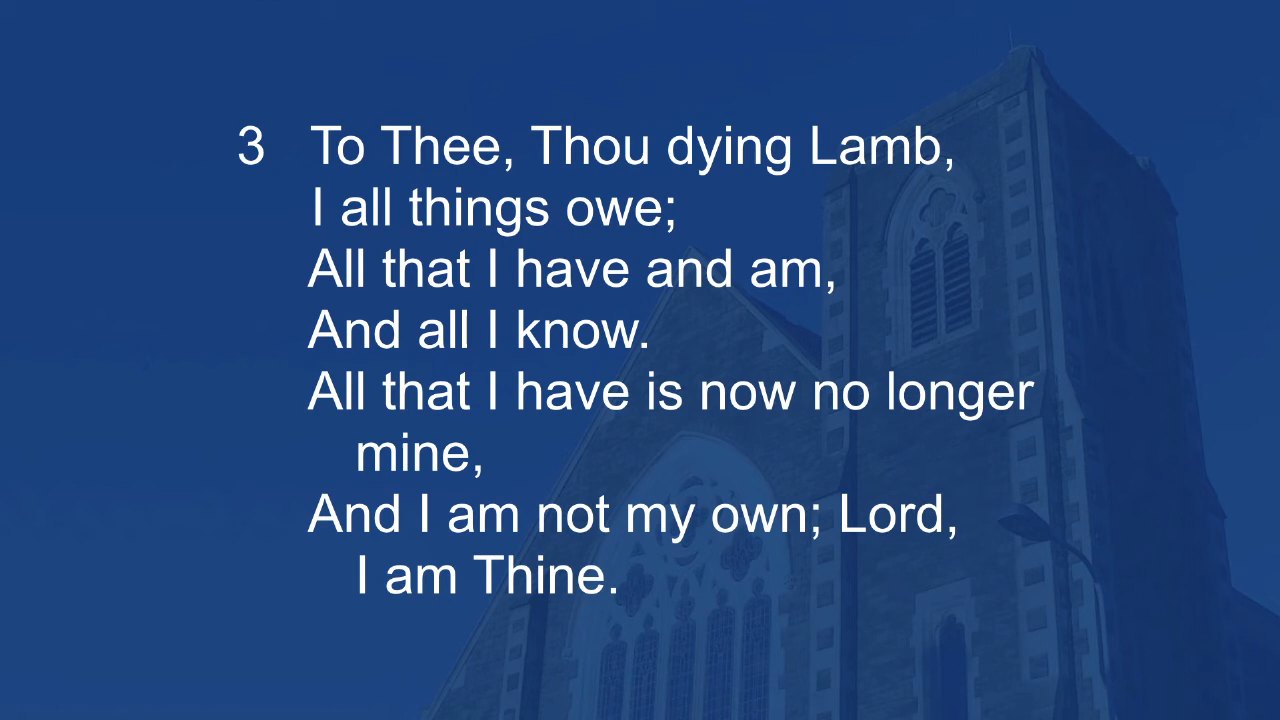 3 To Thee, Thou dying Lamb,
I all things owe;
All that I have and am,
And all I know.
All that I have is now no longer
mine,
And I am not my own; Lord,
I am Thine.